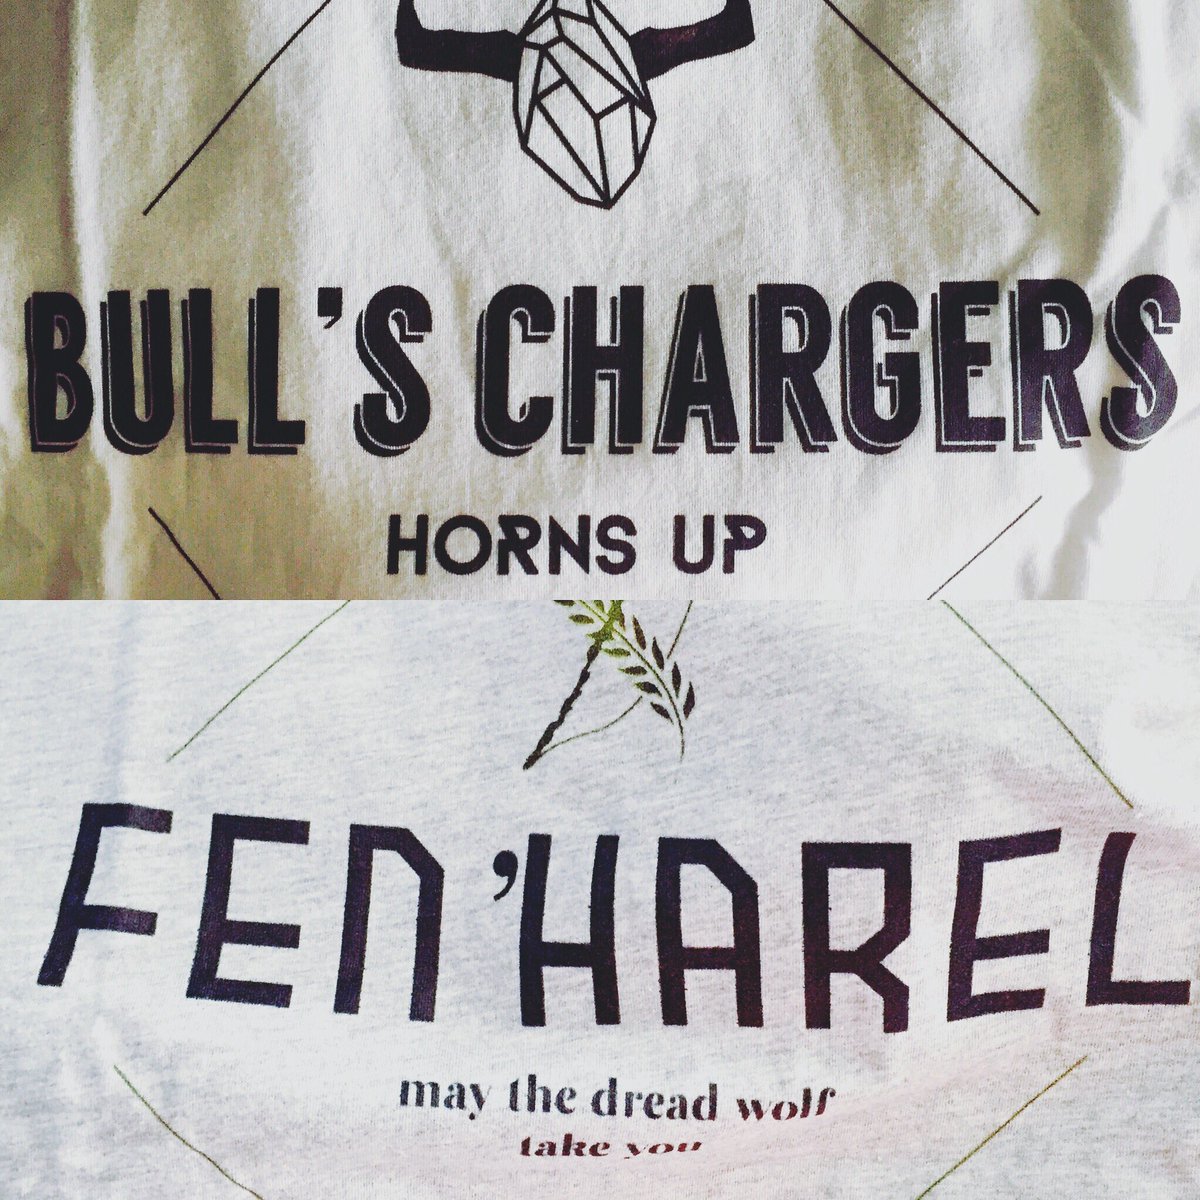 BULL'S CHARGERS
HORNS UP
FEN'HAREL
may the dread wolf
take you